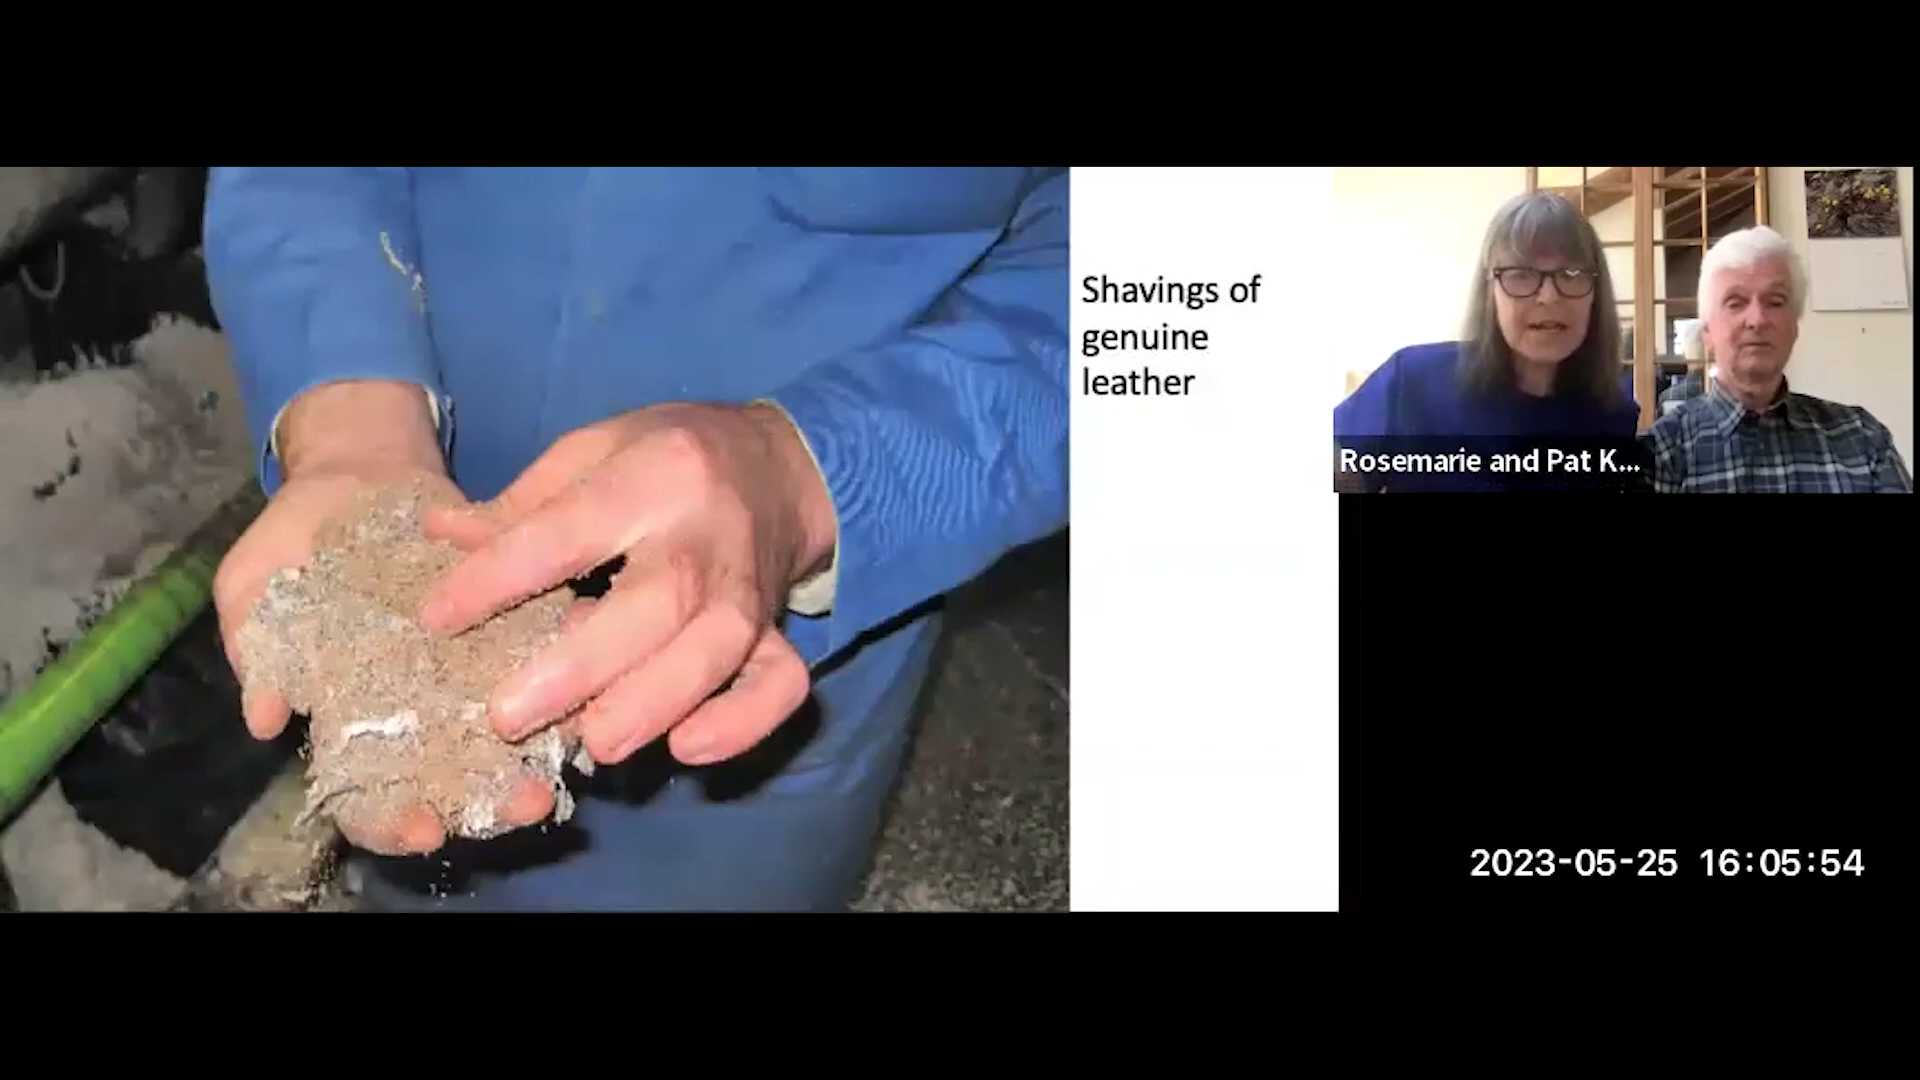 Shavings of
genuine
leather
Rosemarie and Pat K...
2023-05-25 16:05:54